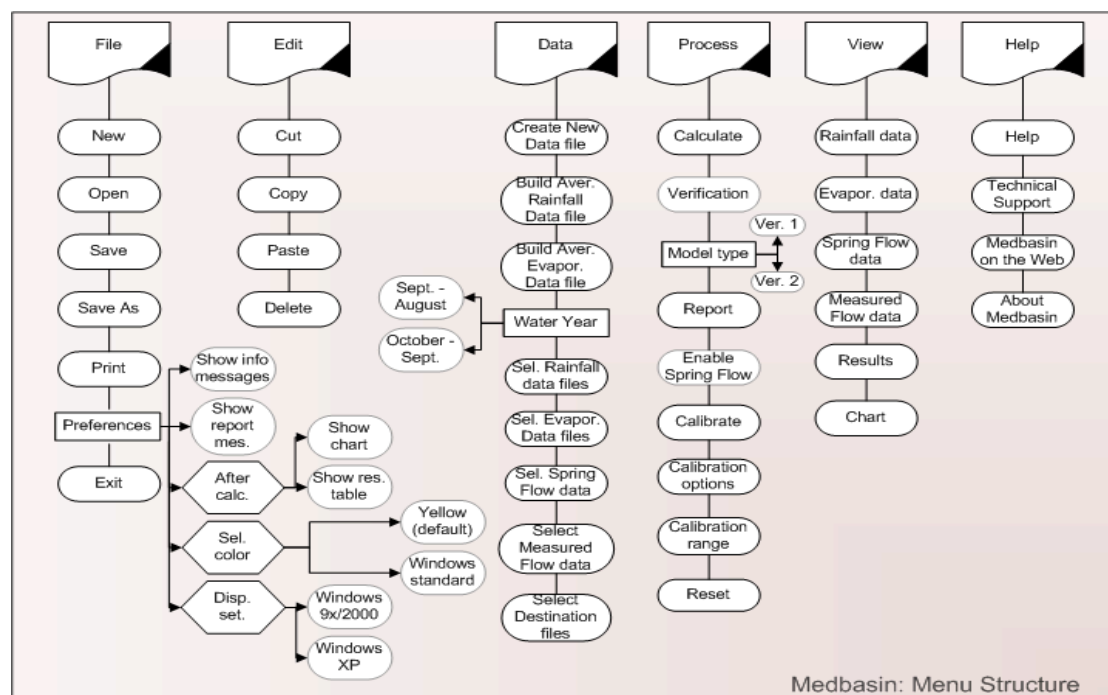 File
Edit
Data
Process
View
Help
New
Open
Save
Save As
Print
Preferences
Exit
Show info
messages
Show
report
mes.
After
calc.
Show
chart
Show res.
table
Sel.
color
Yellow
(default)
Windows
standard
Disp.
set.
Windows
9x/2000
Windows
XP
Cut
Copy
Paste
Delete
Create New
Data file
Build Aver.
Rainfall
Data file
Build Aver.
Evapor.
Data file
Water Year
Sept. -
August
October -
Sept.
Sel. Rainfall
data files
Sel. Evapor.
Data files
Sel. Spring
Flow data
Select
Measured
Flow data
Select
Destination
files
Calculate
Verification
Model type
Ver. 1
Ver. 2
Report
Enable
Spring Flow
Calibrate
Calibration
options
Calibration
range
Reset
Rainfall data
Evapor. data
Spring Flow
data
Measured
Flow data
Results
Chart
Help
Technical
Support
Medbasin
on the Web
About
Medbasin
Medbasin: Menu Structure